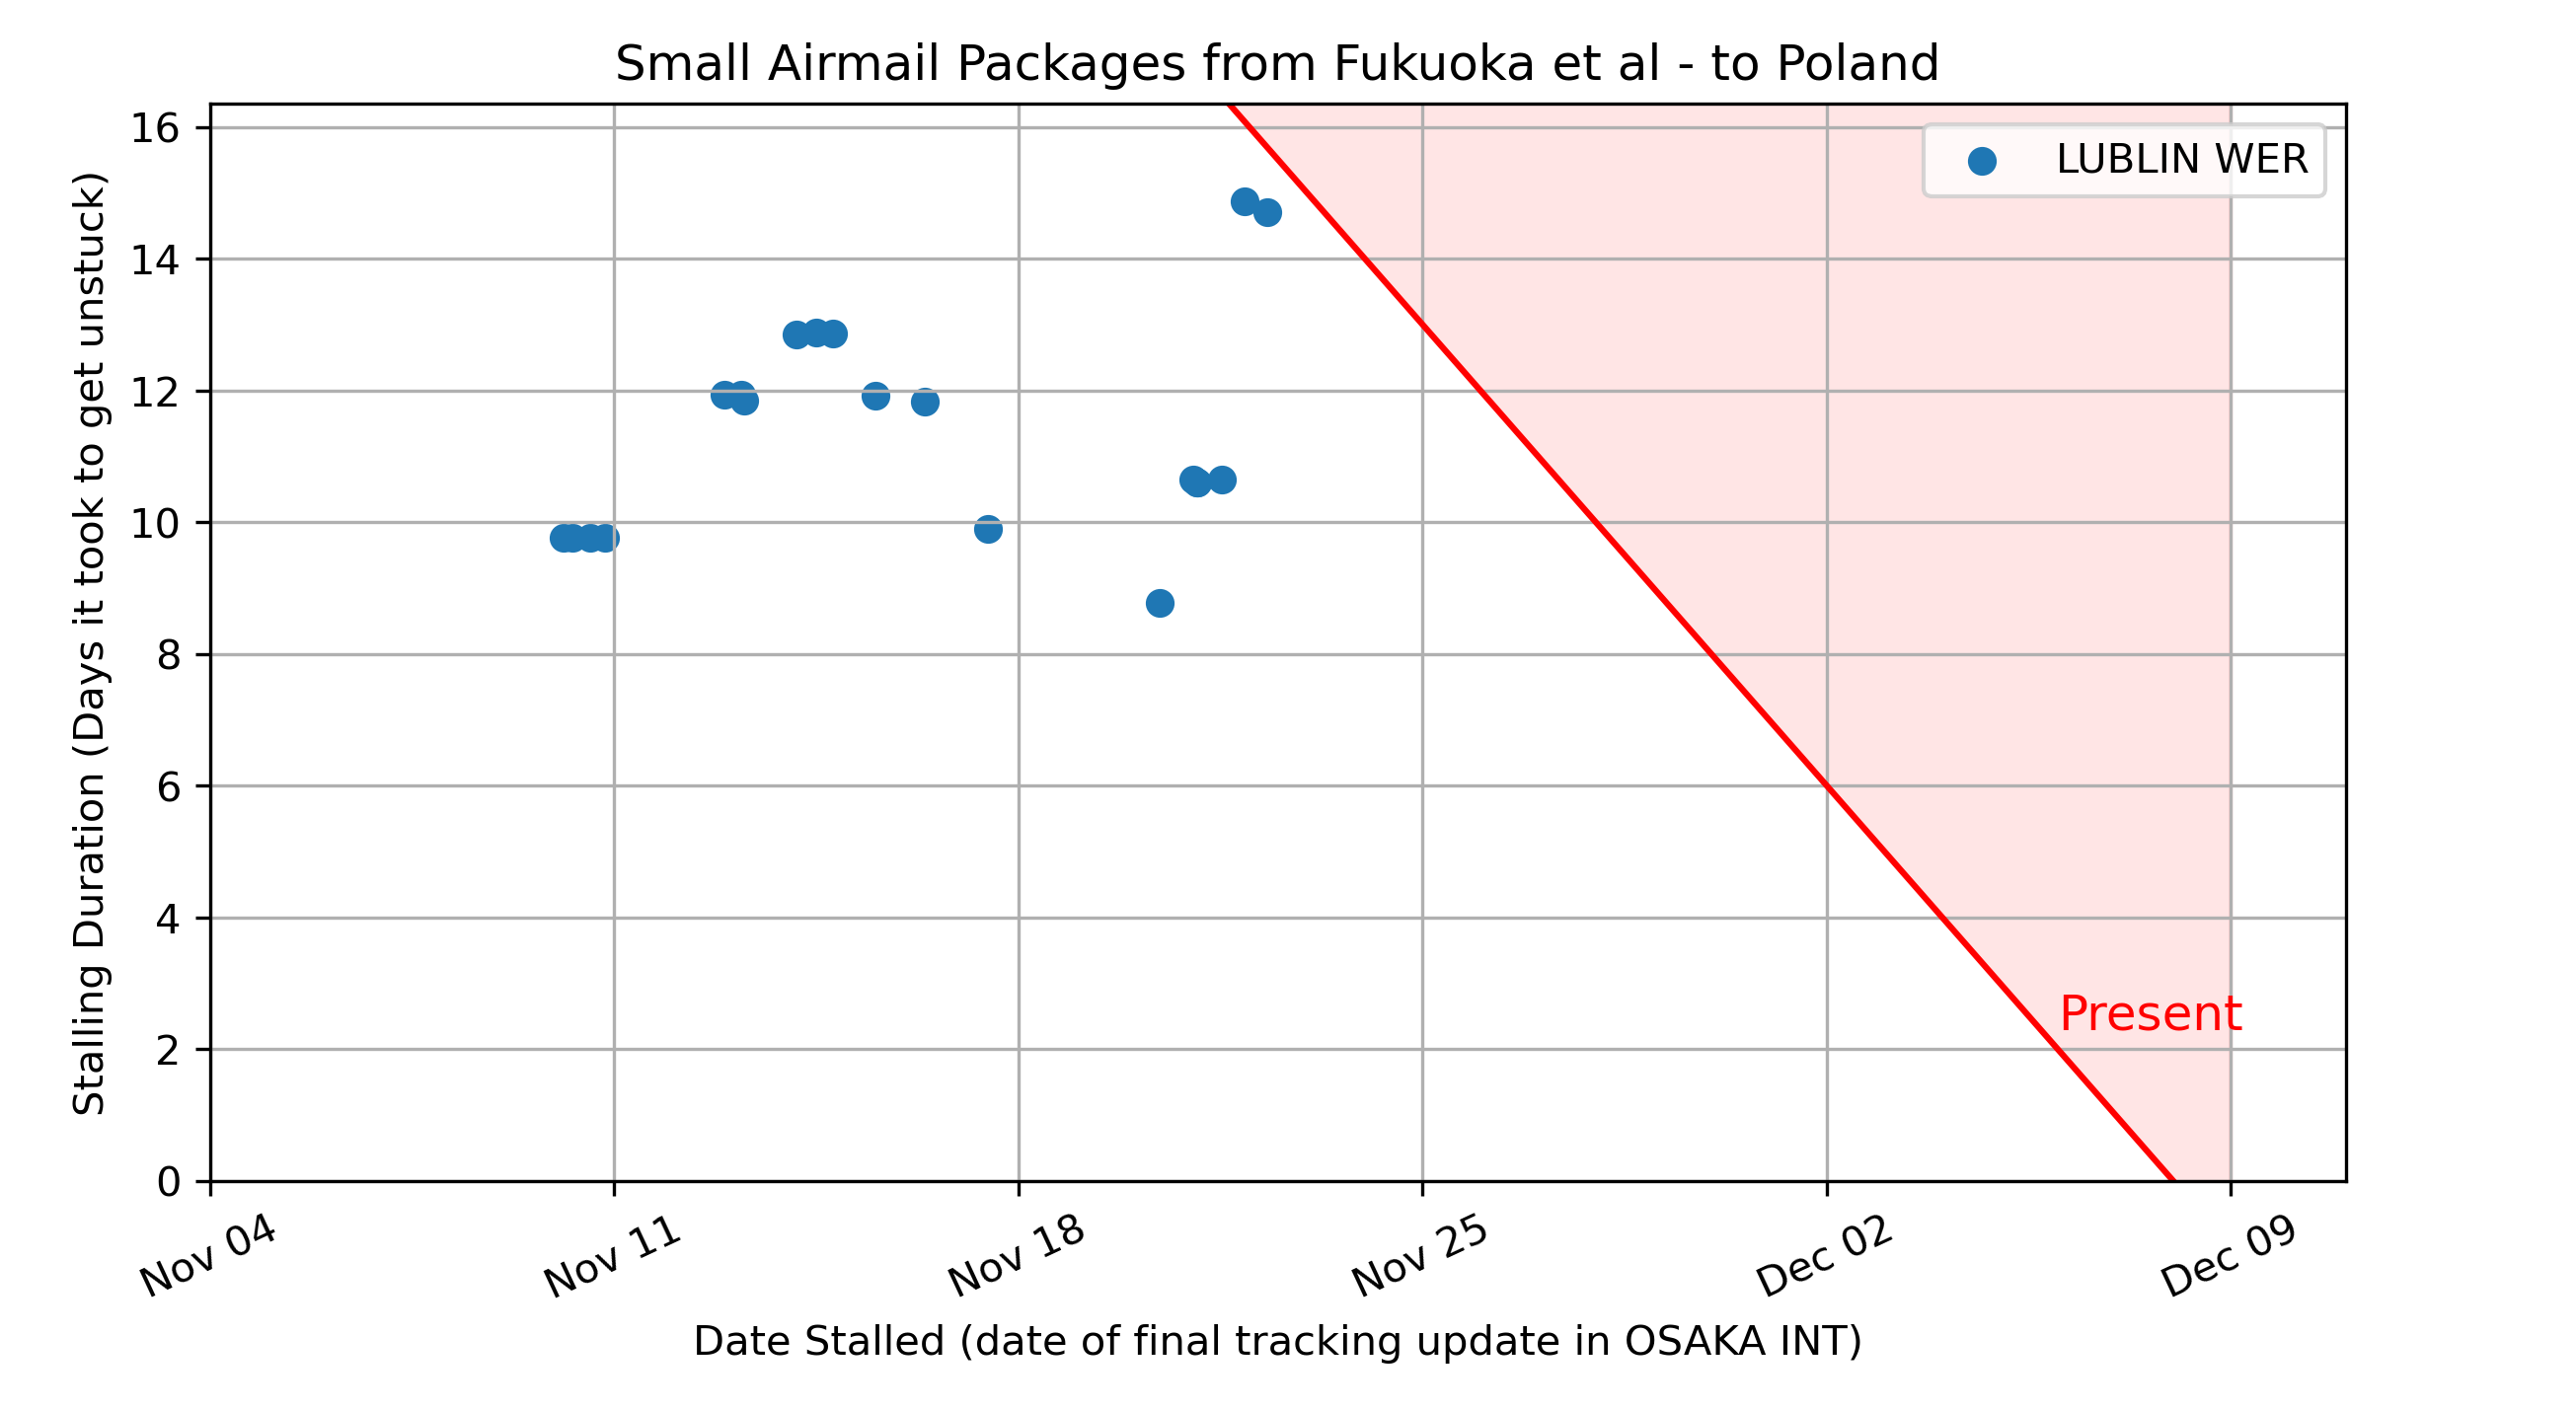 Small Airmail Packages from Fukuoka et al - to Poland
LUBLIN WER
Stalling Duration (Days it took to get unstuck)
16
14
12
10
8
6
4
2
0
Present
Nov 04
Nov 11
Nov 18
Nov 25
Dec 02
Dec 09
Date Stalled (date of final tracking update in OSAKA INT)